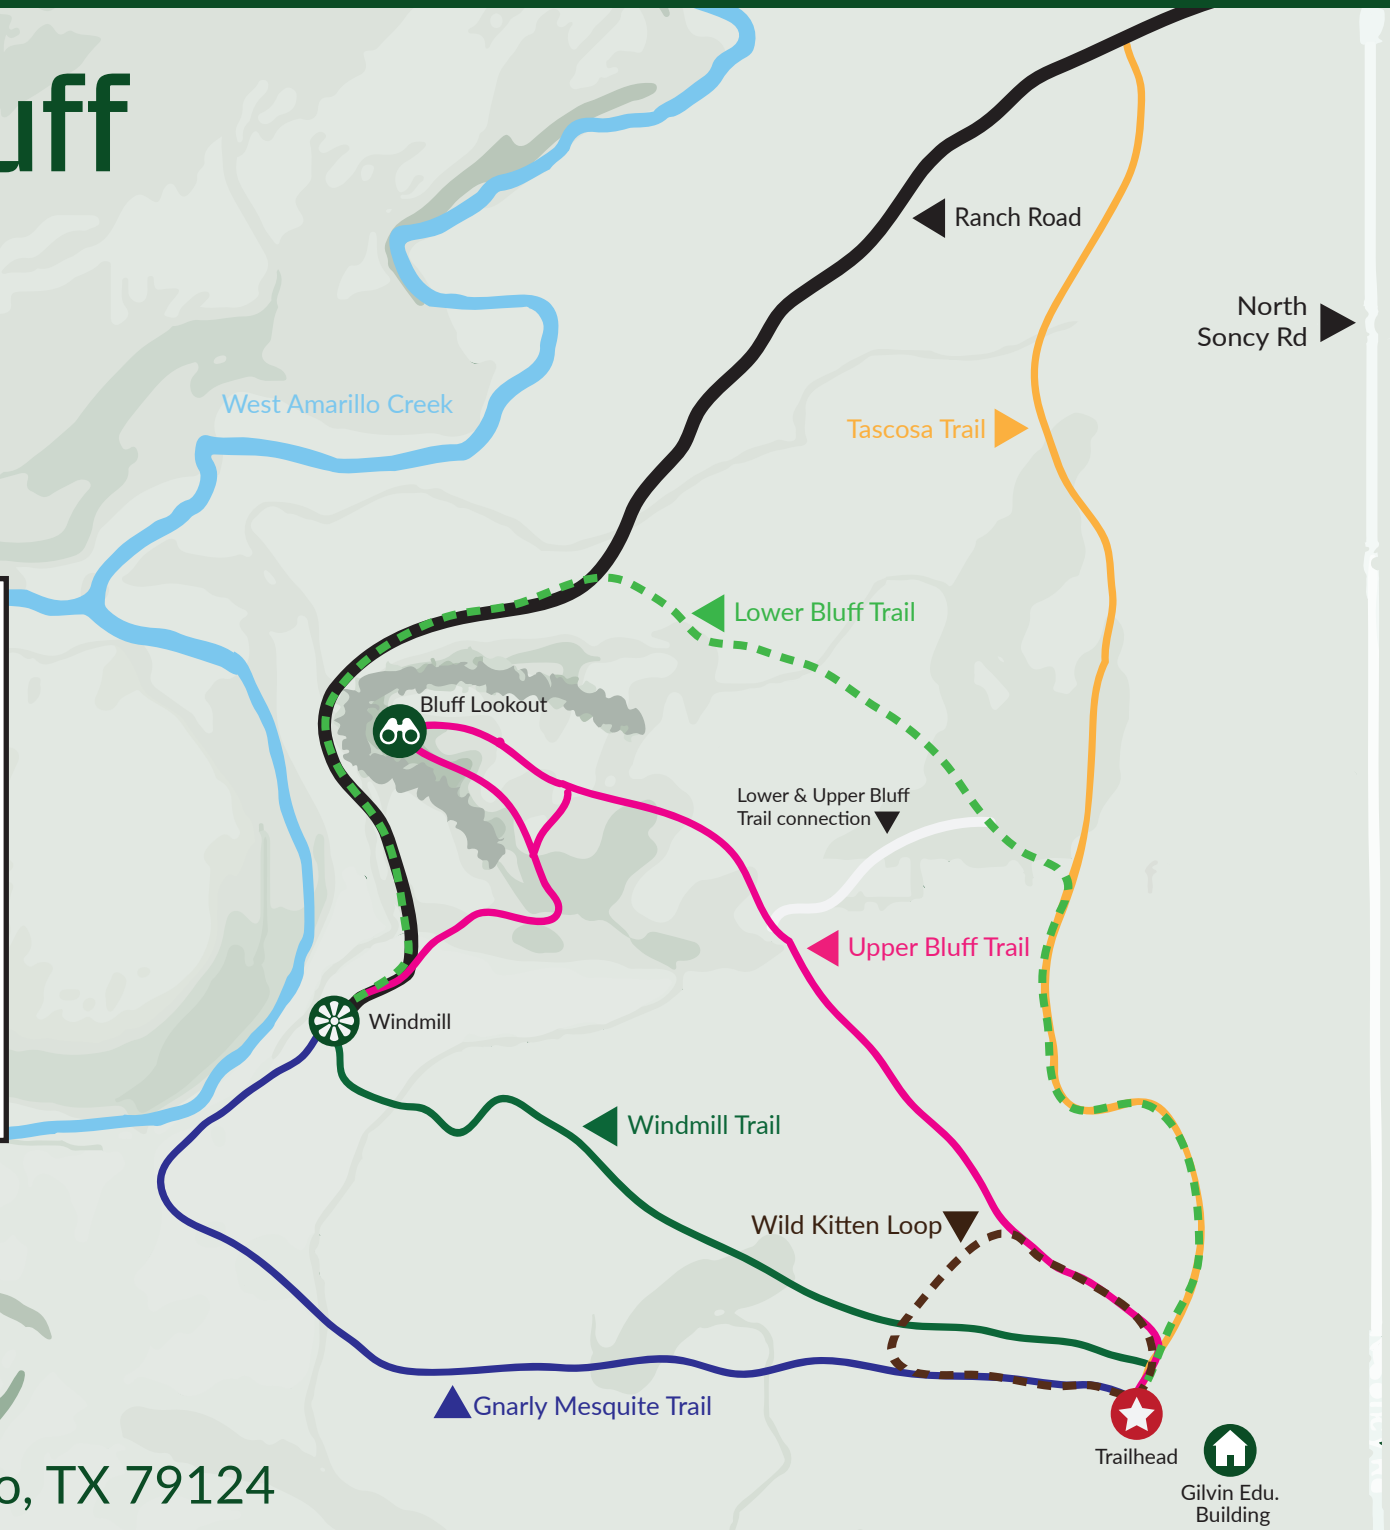 uff
Ranch Road
North
Soncy Rd
West Amarillo Creek
Tascosa Trail
Lower Bluff Trail
Bluff Lookout
Lower & Upper Bluff
Trail connection
Upper Bluff Trail
Windmill
Windmill Trail
Wild Kitten Loop
Gnarly Mesquite Trail
Trailhead
o, TX 79124
Gilvin Edu.
Building